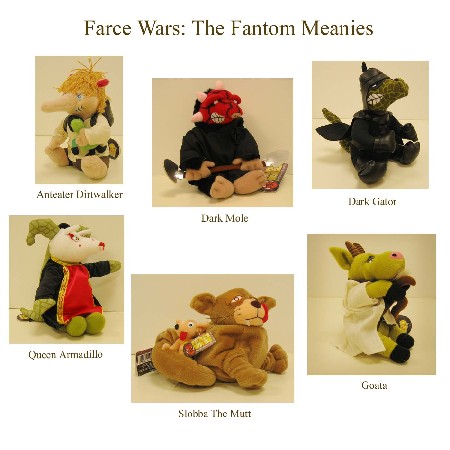 Farce Wars: The Fantom Meanies
Anteater Dirtwalker
Dark Mole
Dark Gator
Queen Armadillo
Slobba The Mutt
Goata